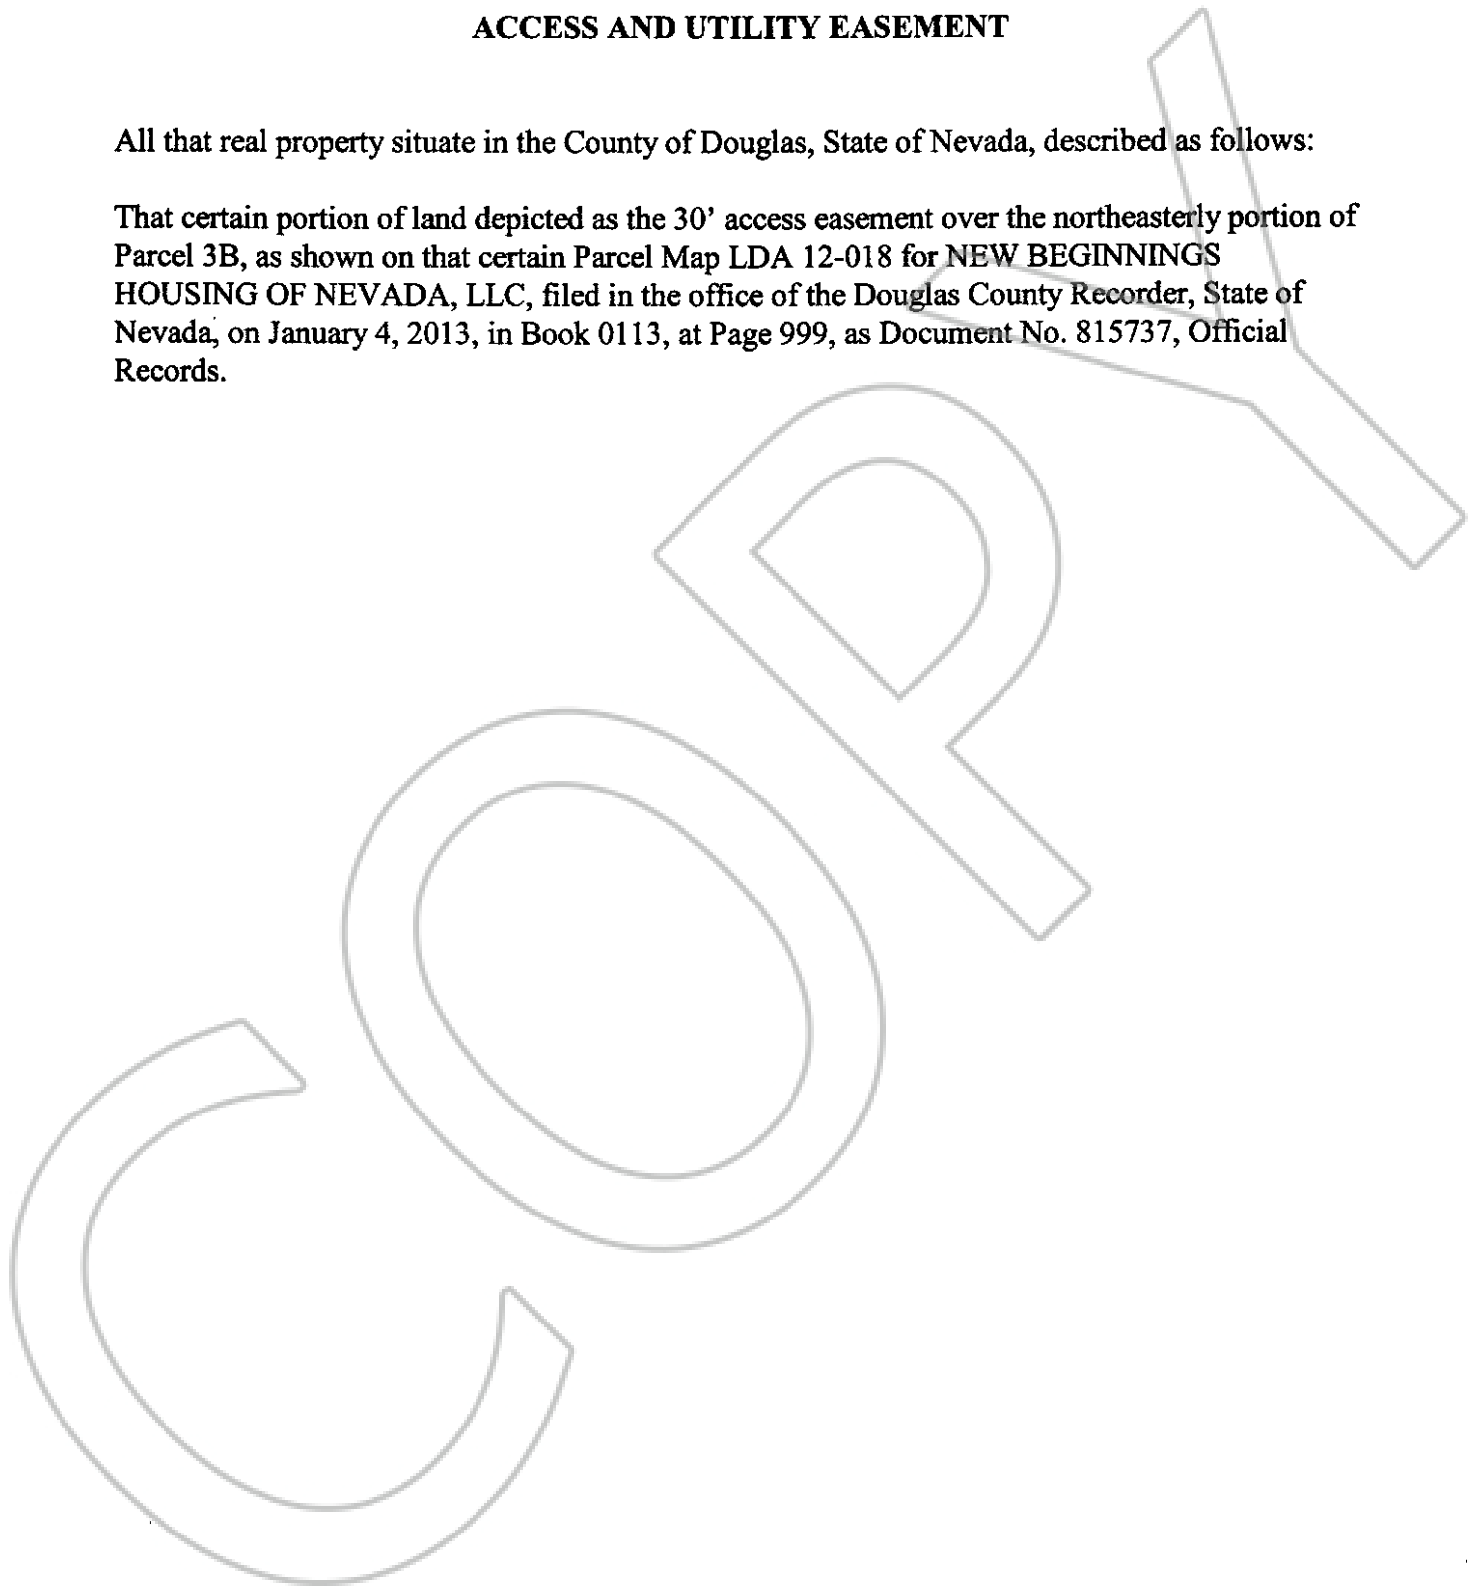 ACCESS AND UTILITY EASEMENT
All that real property situate in the County of Douglas, State of Nevada, described as follows:
That certain portion of land depicted as the 30’ access easement over the northeasterly portion of
Parcel 3B, as shown on that certain Parcel Map LDA 12-018 for NEW BEGINNINGS
HOUSING OF NEVADA, LLC, filed in the office of the Douglas County Recorder, State of
Nevada, on January 4, 2013, in Book 0113, at Page 999, as Document No. 815737, Official
Records.
COPY